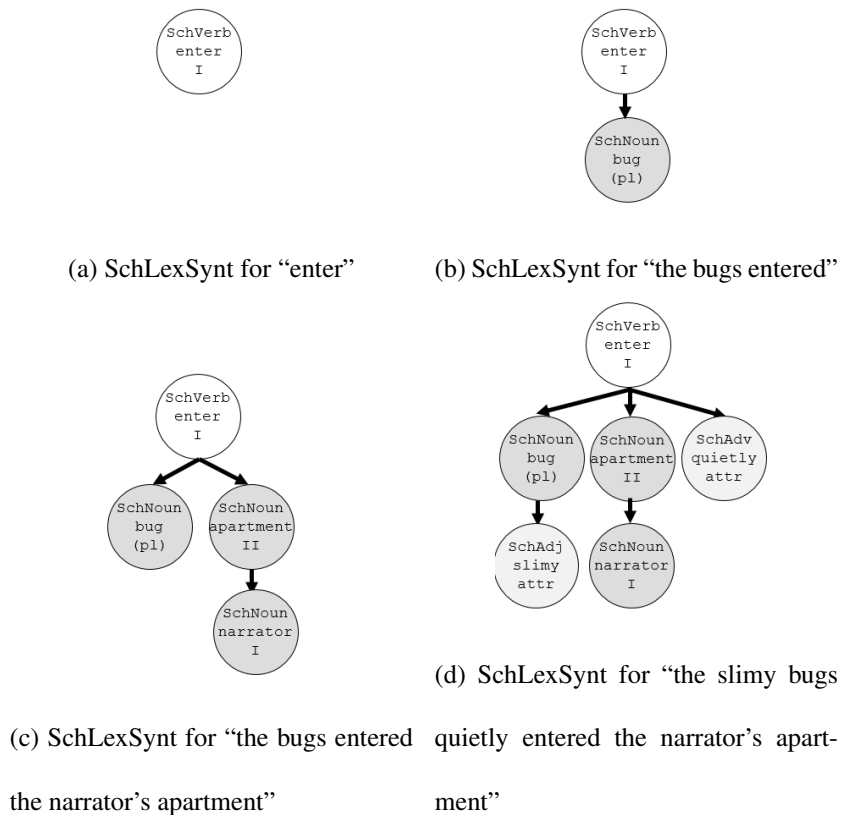 SchVerb
enter
I
SchVerb
enter
I
SchNoun
bug
(pl)
(a) SchLexSynt for “enter”
(b) SchLexSynt for “the bugs entered”
SchVerb
enter
I
SchNoun
bug
(pl)
SchNoun
apartment
II
SchNoun
narrator
I
(c) SchLexSynt for “the bugs entered
the narrator’s apartment”
SchVerb
enter
I
SchNoun
bug
(pl)
SchNoun
apartment
II
SchAdv
quietly
attr
SchAdj
slimy
attr
SchNoun
narrator
I
(d) SchLexSynt for “the slimy bugs
quietly entered the narrator’s apart-
ment”